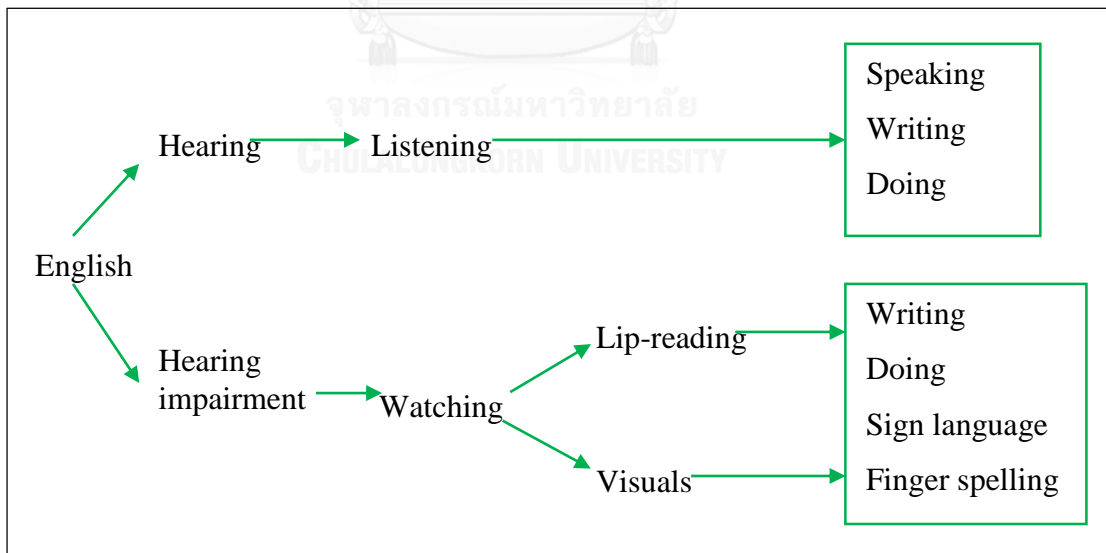 จุฬาลงกรณ์มหาวิทยาลัย
CHULALONGKORN UNIVERSITY
English
Hearing
Listening
Speaking
Writing
Doing
Hearing
impairment
Watching
Lip-reading
Visuals
Writing
Doing
Sign language
Finger spelling